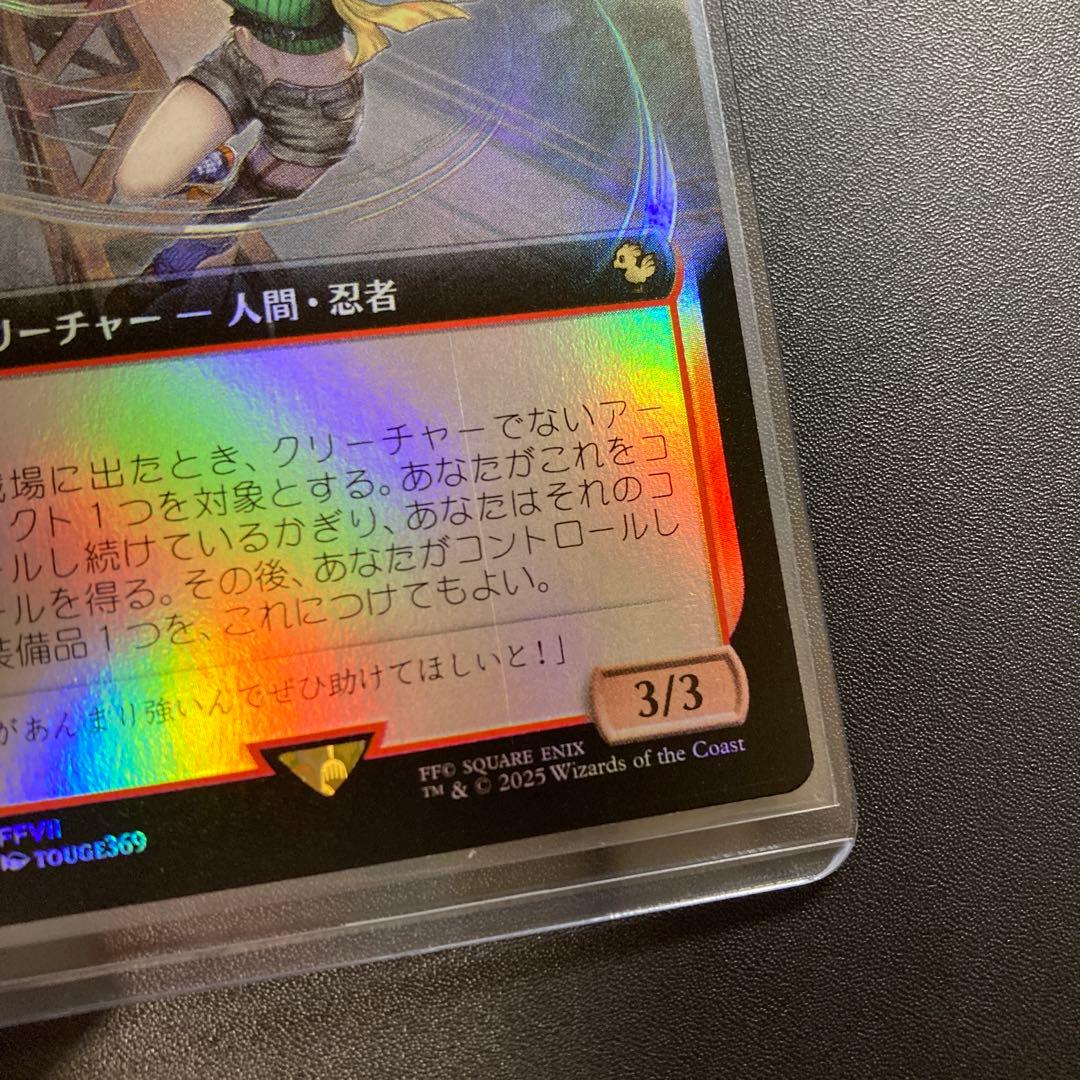 リーチャー — 人間・忍者
戦場に出たとき、クリーチャーでないアー
クト1つを対象とする。あなたがこれをコ
ールし続けているかぎり、あなたはそれのコ
ールを得る。その後、あなたがコントロールし
装備品1つを、これにつけてもよい。
があんまり強いんでぜひ助けてほしいと!」
3/3
FF© SQUARE ENIX
™ & © 2025 Wizards of the Coast
FFVII
TOUGE369